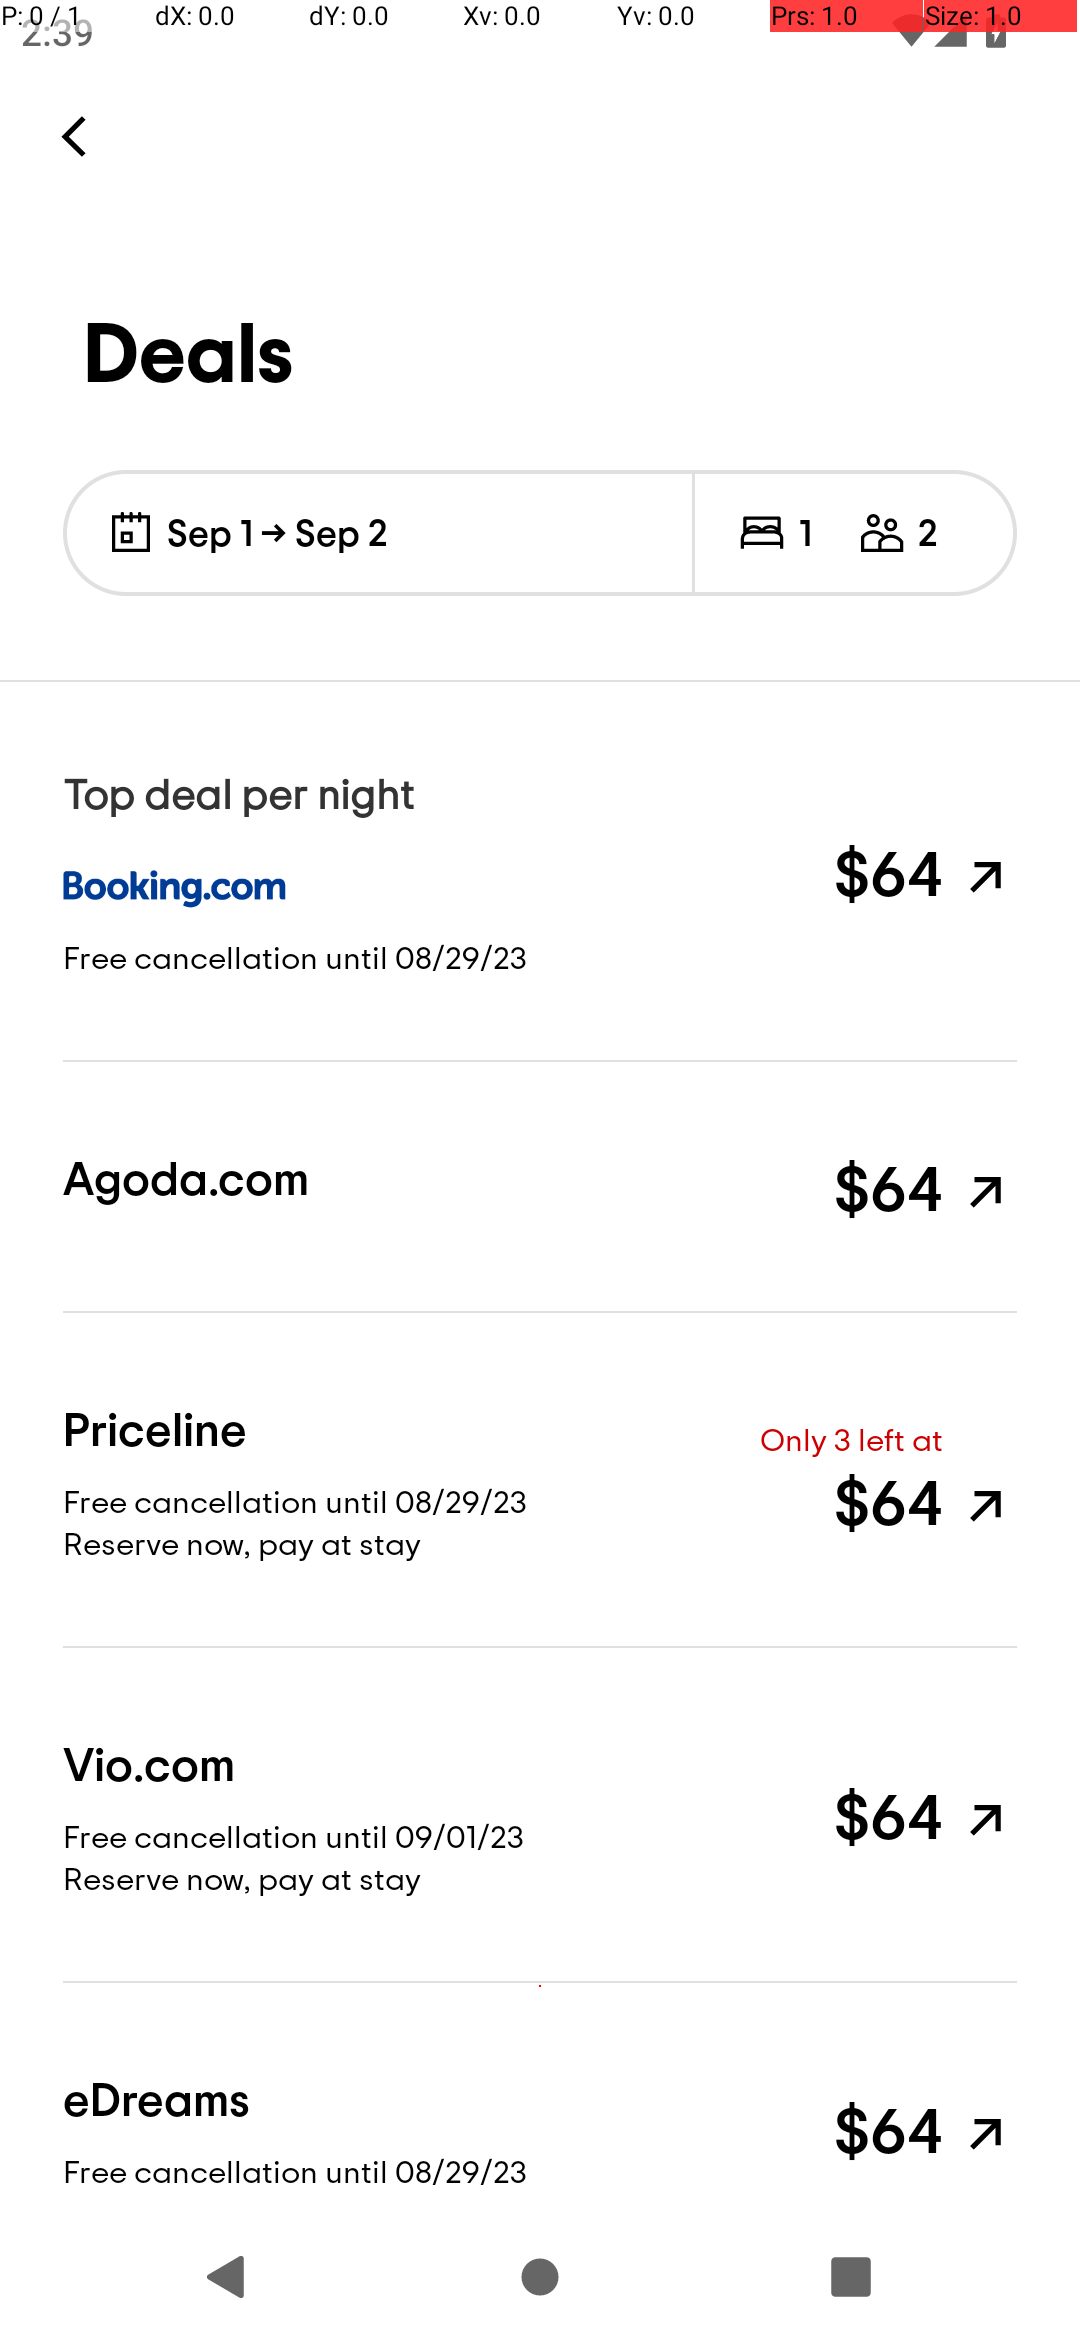 P: 0 / 1 dX: 0.0 dY: 0.0 Xv: 0.0 Yv: 0.0 Prs: 1.0 Size: 1.0
2:39
Deals
Sep 1 → Sep 2 1 2
Top deal per night
Booking.com $64
Free cancellation until 08/29/23
Agoda.com $64
Priceline Only 3 left at
Free cancellation until 08/29/23 $64
Reserve now, pay at stay
Vio.com
Free cancellation until 09/01/23 $64
Reserve now, pay at stay
eDreams $64
Free cancellation until 08/29/23